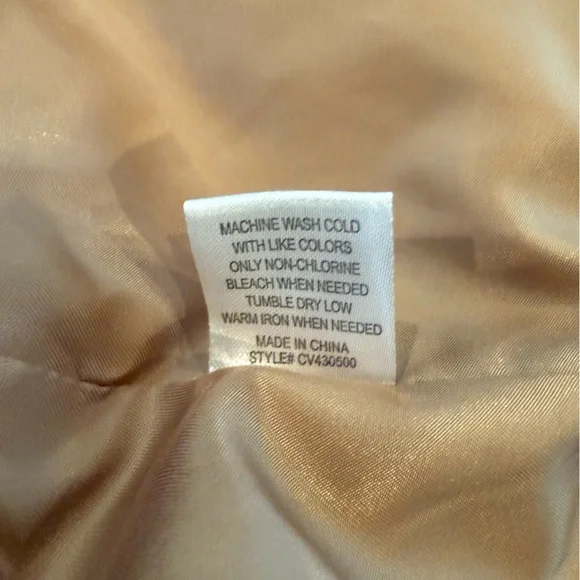 MACHINE WASH COLD
WITH LIKE COLORS
ONLY NON-CHLORINE
BLEACH WHEN NEEDED
TUMBLE DRY LOW
WARM IRON WHEN NEEDED
MADE IN CHINA
STYLE# CV430500